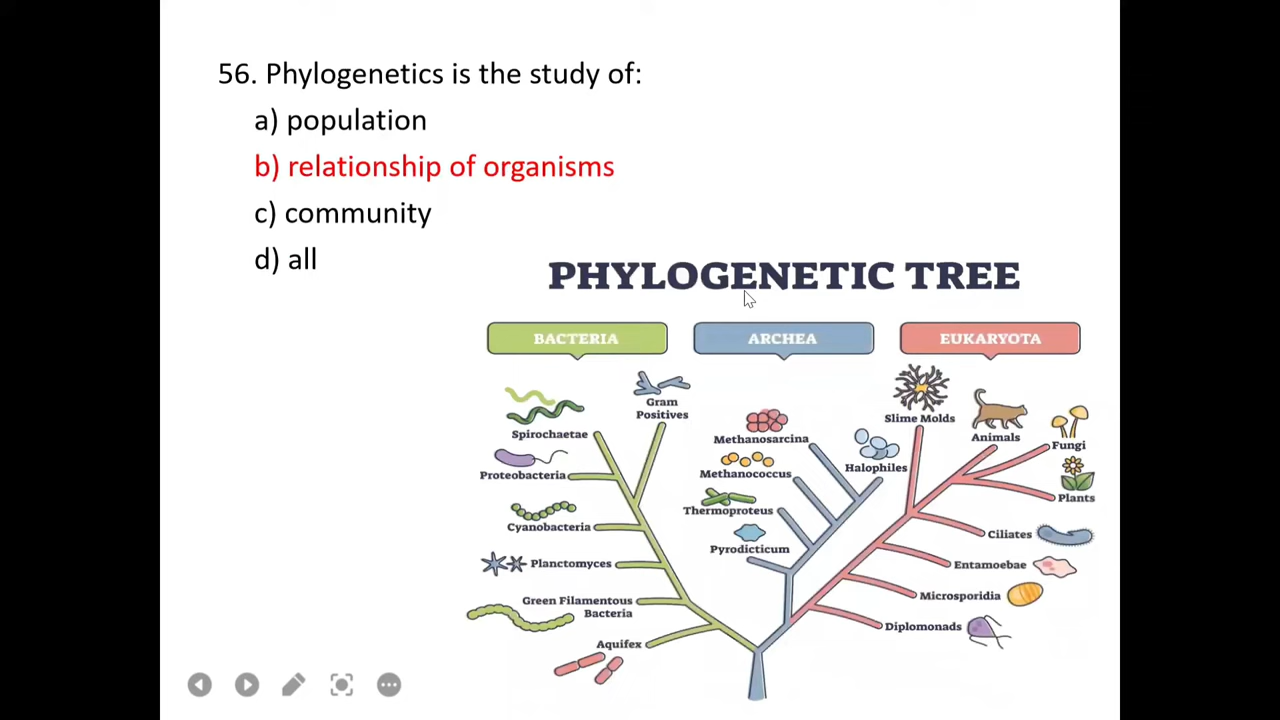 56. Phylogenetics is the study of:
a) population
b) relationship of organisms
c) community
d) all
PHYLOGENETIC TREE
BACTERIA
ARCHEA
EUKARYOTA
Spirochaetae
Gram
Positives
Proteobacteria
Cyanobacteria
Planctomyces
Green Filamentous
Bacteria
Aquifex
Methanosarcina
Methanococcus
Thermoproteus
Pyrodicticum
Halophiles
Slime Molds
Animals
Fungi
Plants
Ciliates
Entamoebae
Microsporidia
Diplomonads